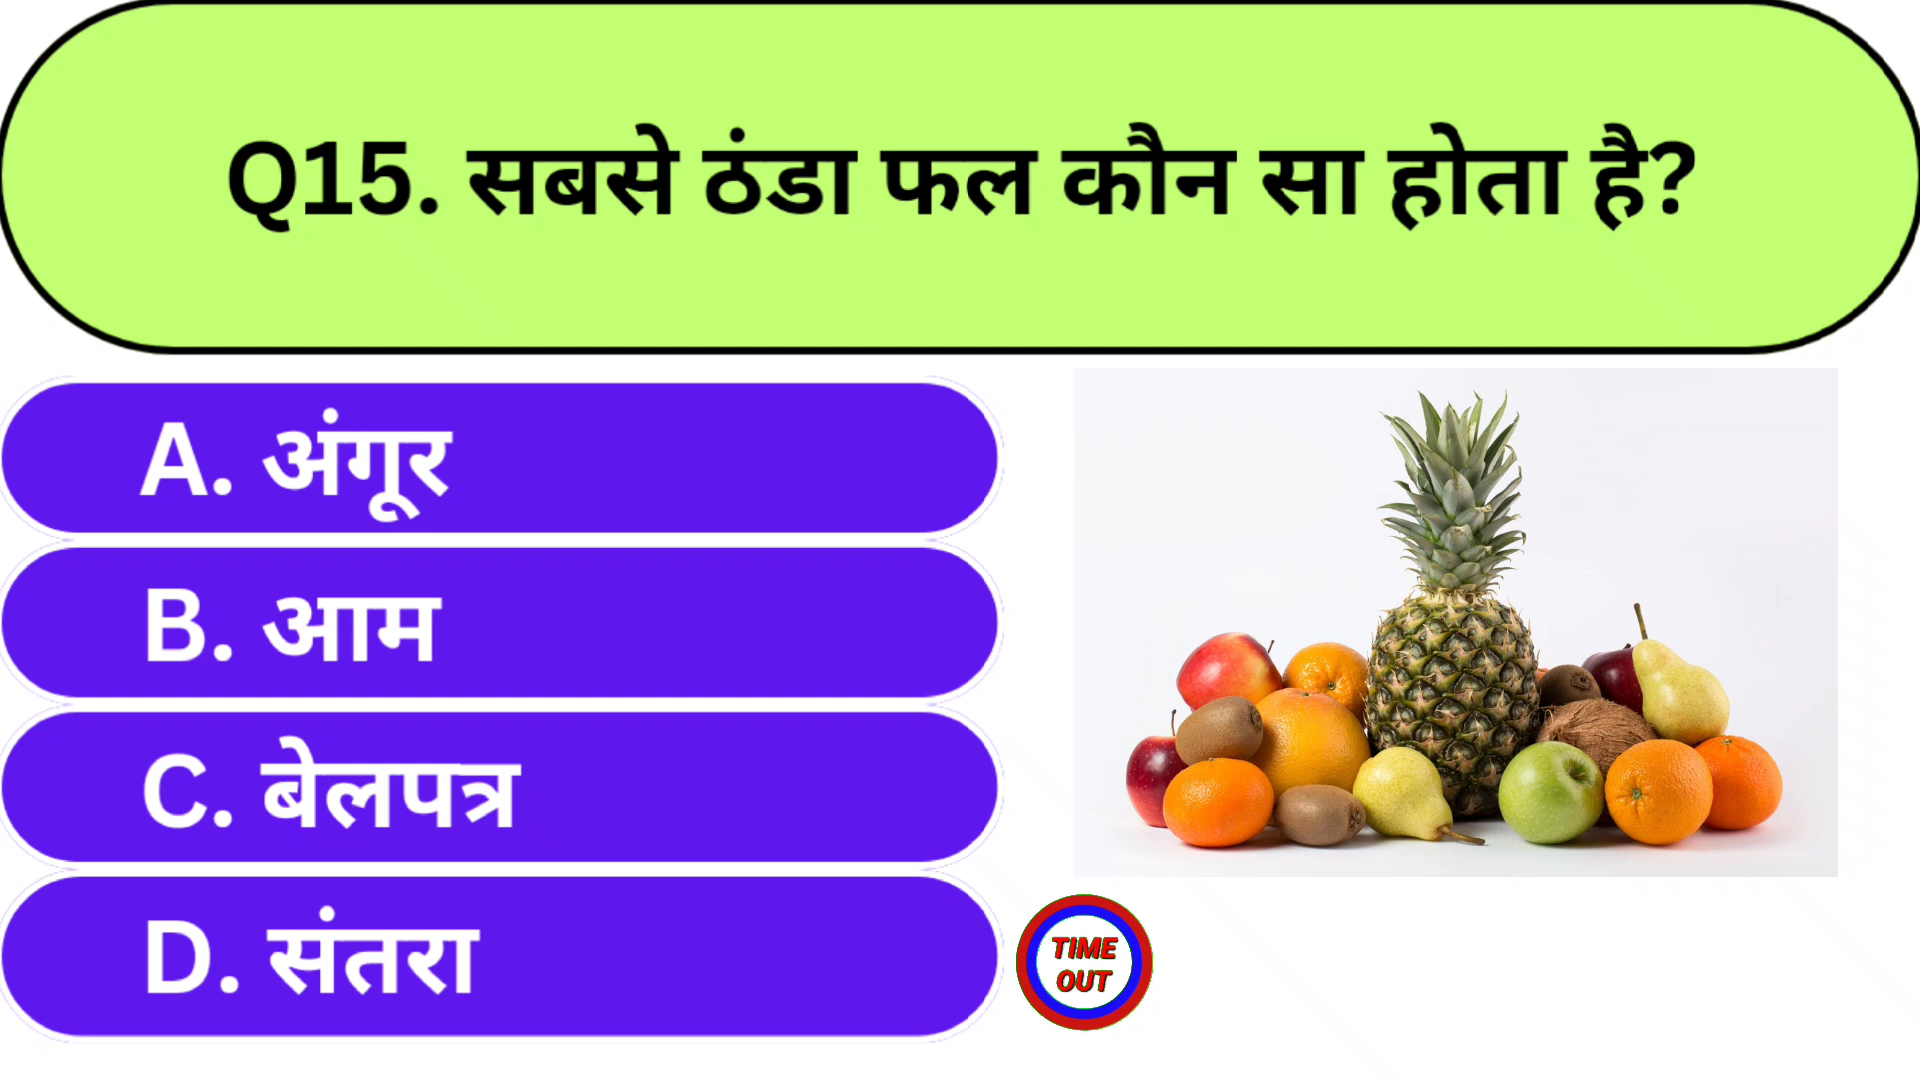 Q15. सबसे ठंडा फल कौन सा होता है?
A. अंगूर
B. आम
C. बेलपत्र
D. संतरा
TIME
OUT